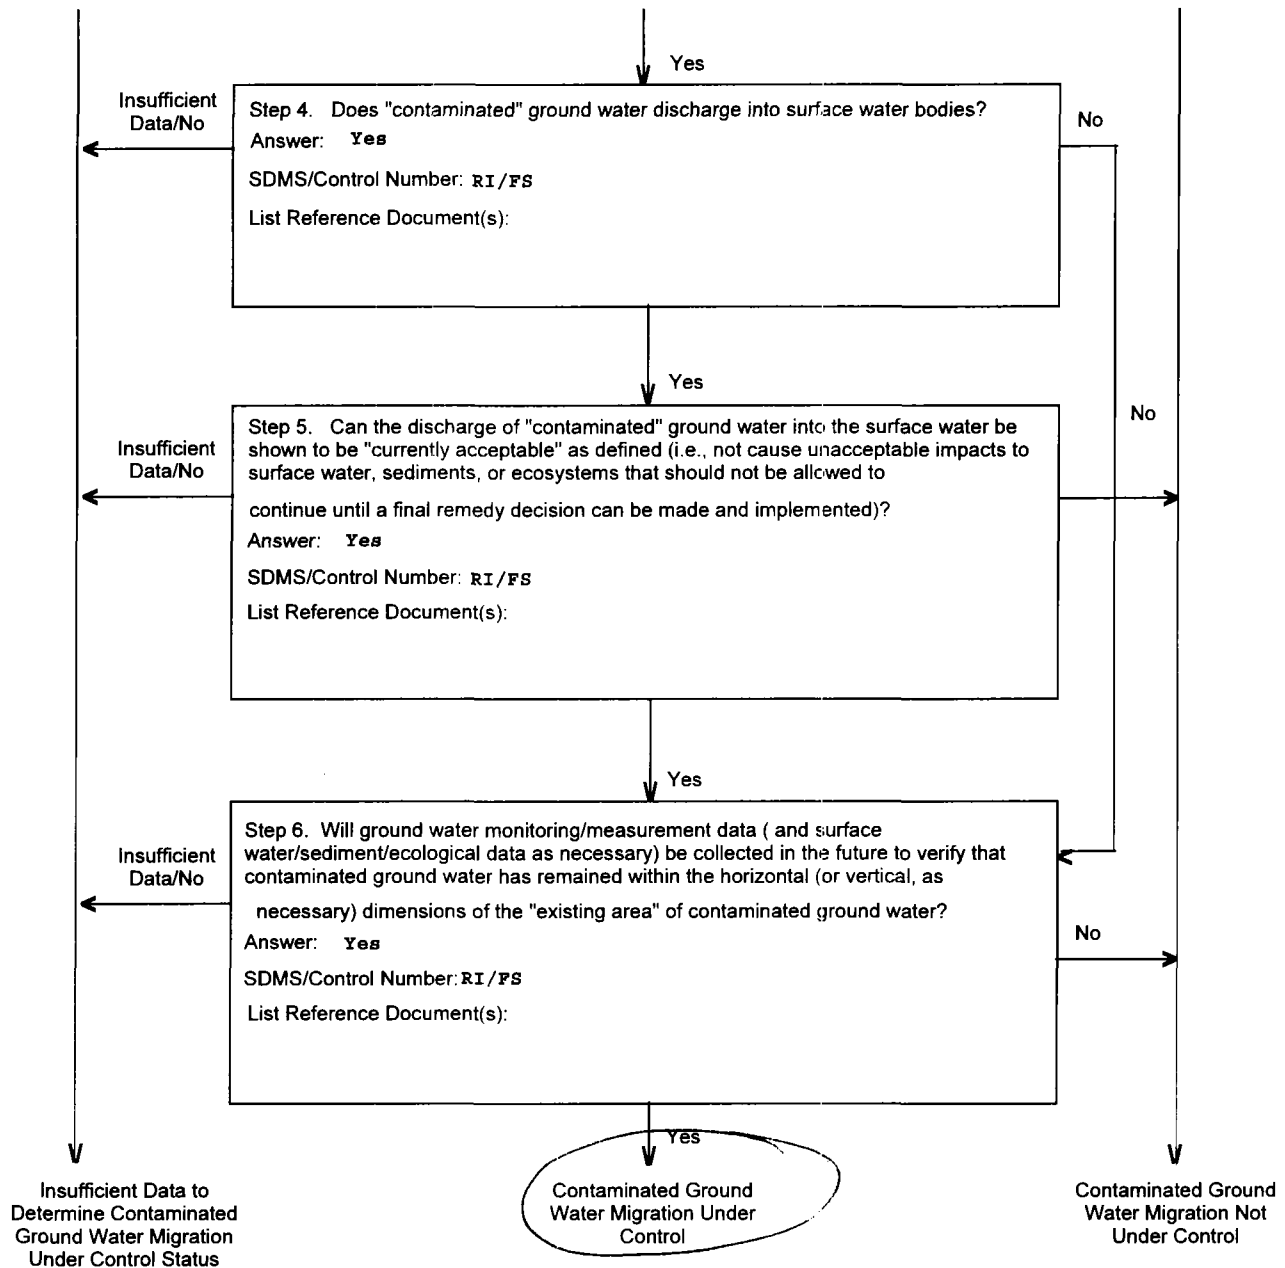 Yes
Insufficient
Data/No
Step 4. Does "contaminated" ground water discharge into surface water bodies?
No
Answer: Yes
SDMS/Control Number: RI/FS
List Reference Document(s):
Yes
No
Insufficient
Data/No
Step 5. Can the discharge of "contaminated" ground water into the surface water be
shown to be "currently acceptable" as defined (i.e., not cause unacceptable impacts to
surface water, sediments, or ecosystems that should not be allowed to
continue until a final remedy decision can be made and implemented)?
Answer: Yes
SDMS/Control Number: RI/FS
List Reference Document(s):
Yes
Insufficient
Data/No
Step 6. Will ground water monitoring/measurement data ( and surface
water/sediment/ecological data as necessary) be collected in the future to verify that
contaminated ground water has remained within the horizontal (or vertical, as
necessary) dimensions of the "existing area" of contaminated ground water?
Answer: Yes
No
SDMS/Control Number: RI/FS
List Reference Document(s):
Yes
Insufficient Data to
Determine Contaminated
Ground Water Migration
Under Control Status
Contaminated Ground
Water Migration Under
Control
Contaminated Ground
Water Migration Not
Under Control